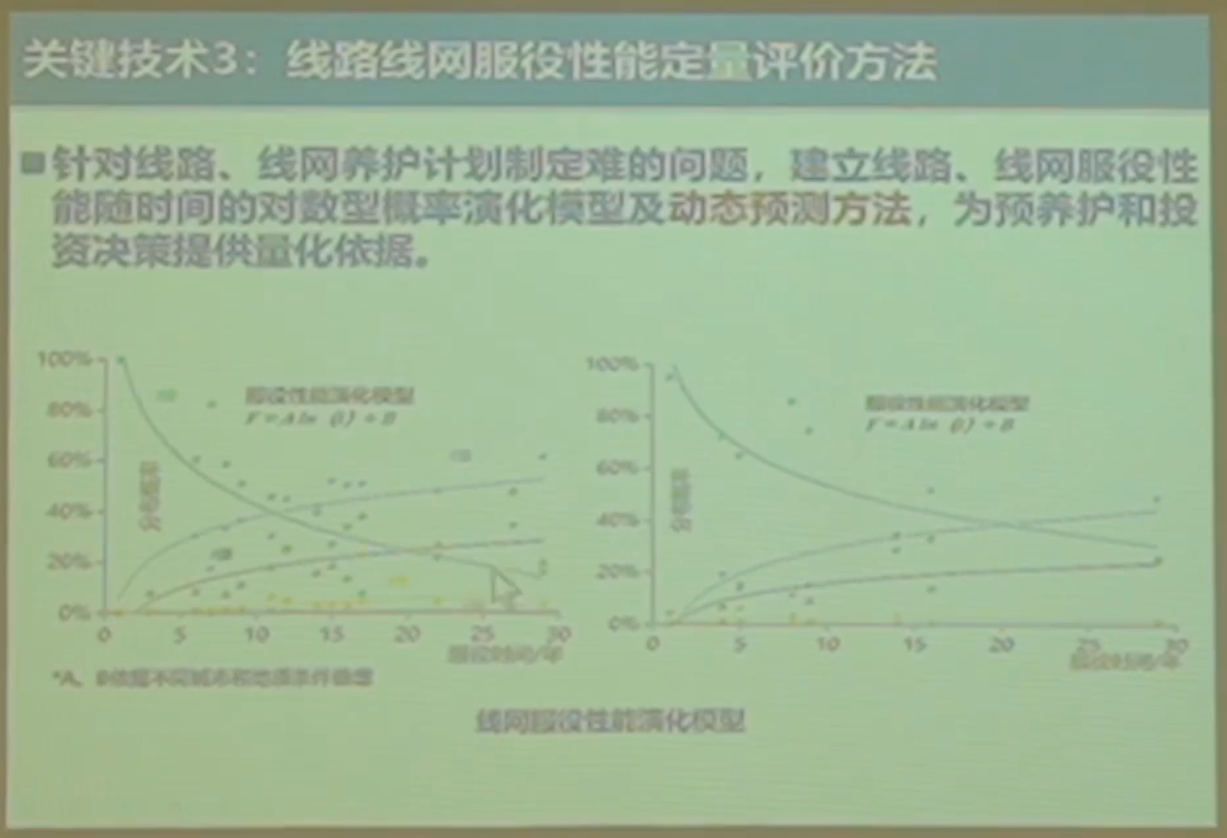 关键技术3：线路线网服役性能定量评价方法
针对线路、线网养护计划制定难的问题，建立线路、线网服役性
能随时间的对数型概率演化模型及动态预测方法，为预养护和投
资决策提供量化依据。
100%
80%
60%
40%
20%
0%
分布概率
服役性能演化模型
Y=A ln (t)+B
0 5 10 15 20 25 30
服役时间/年
100%
80%
60%
40%
20%
0%
分布概率
服役性能演化模型
Y=A ln (t)+B
0 5 10 15 20 25 30
服役时间/年
*A、B依据不同城市和地质条件
线网服役性能演化模型